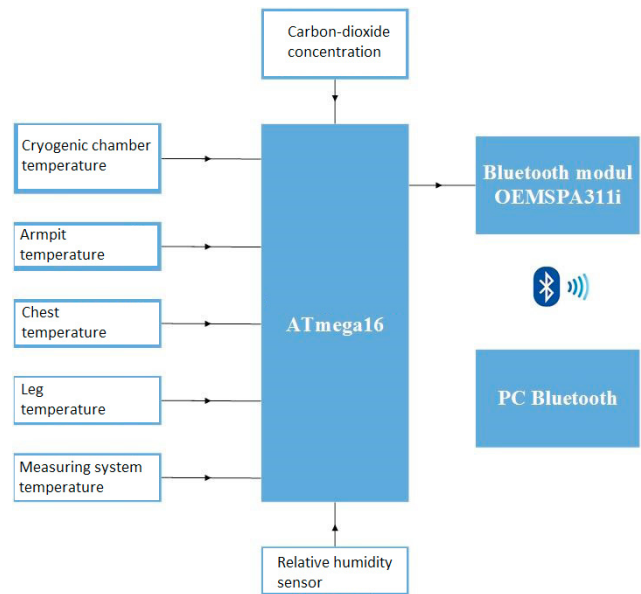 Carbon-dioxide
concentration
Cryogenic chamber
temperature
Armpit
temperature
Chest
temperature
Leg
temperature
Measuring system
temperature
ATmega16
Bluetooth modul
OEMSPA311i
PC Bluetooth
Relative humidity
sensor